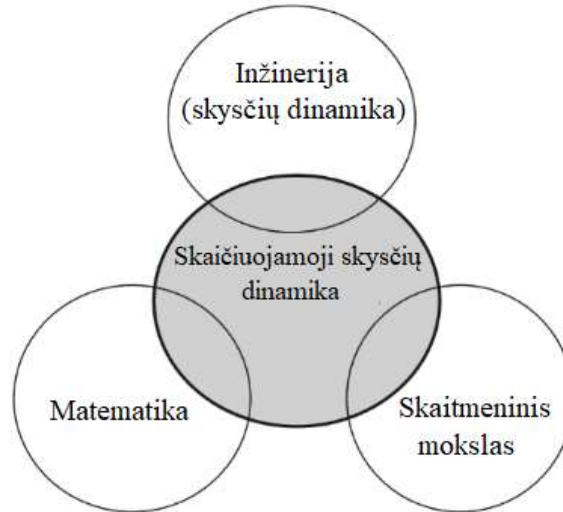 Inžinerija
(skysčių dinamika)
Skaičiuojamoji skysčių
dinamika
Matematika
Skaitmeninis
mokslas